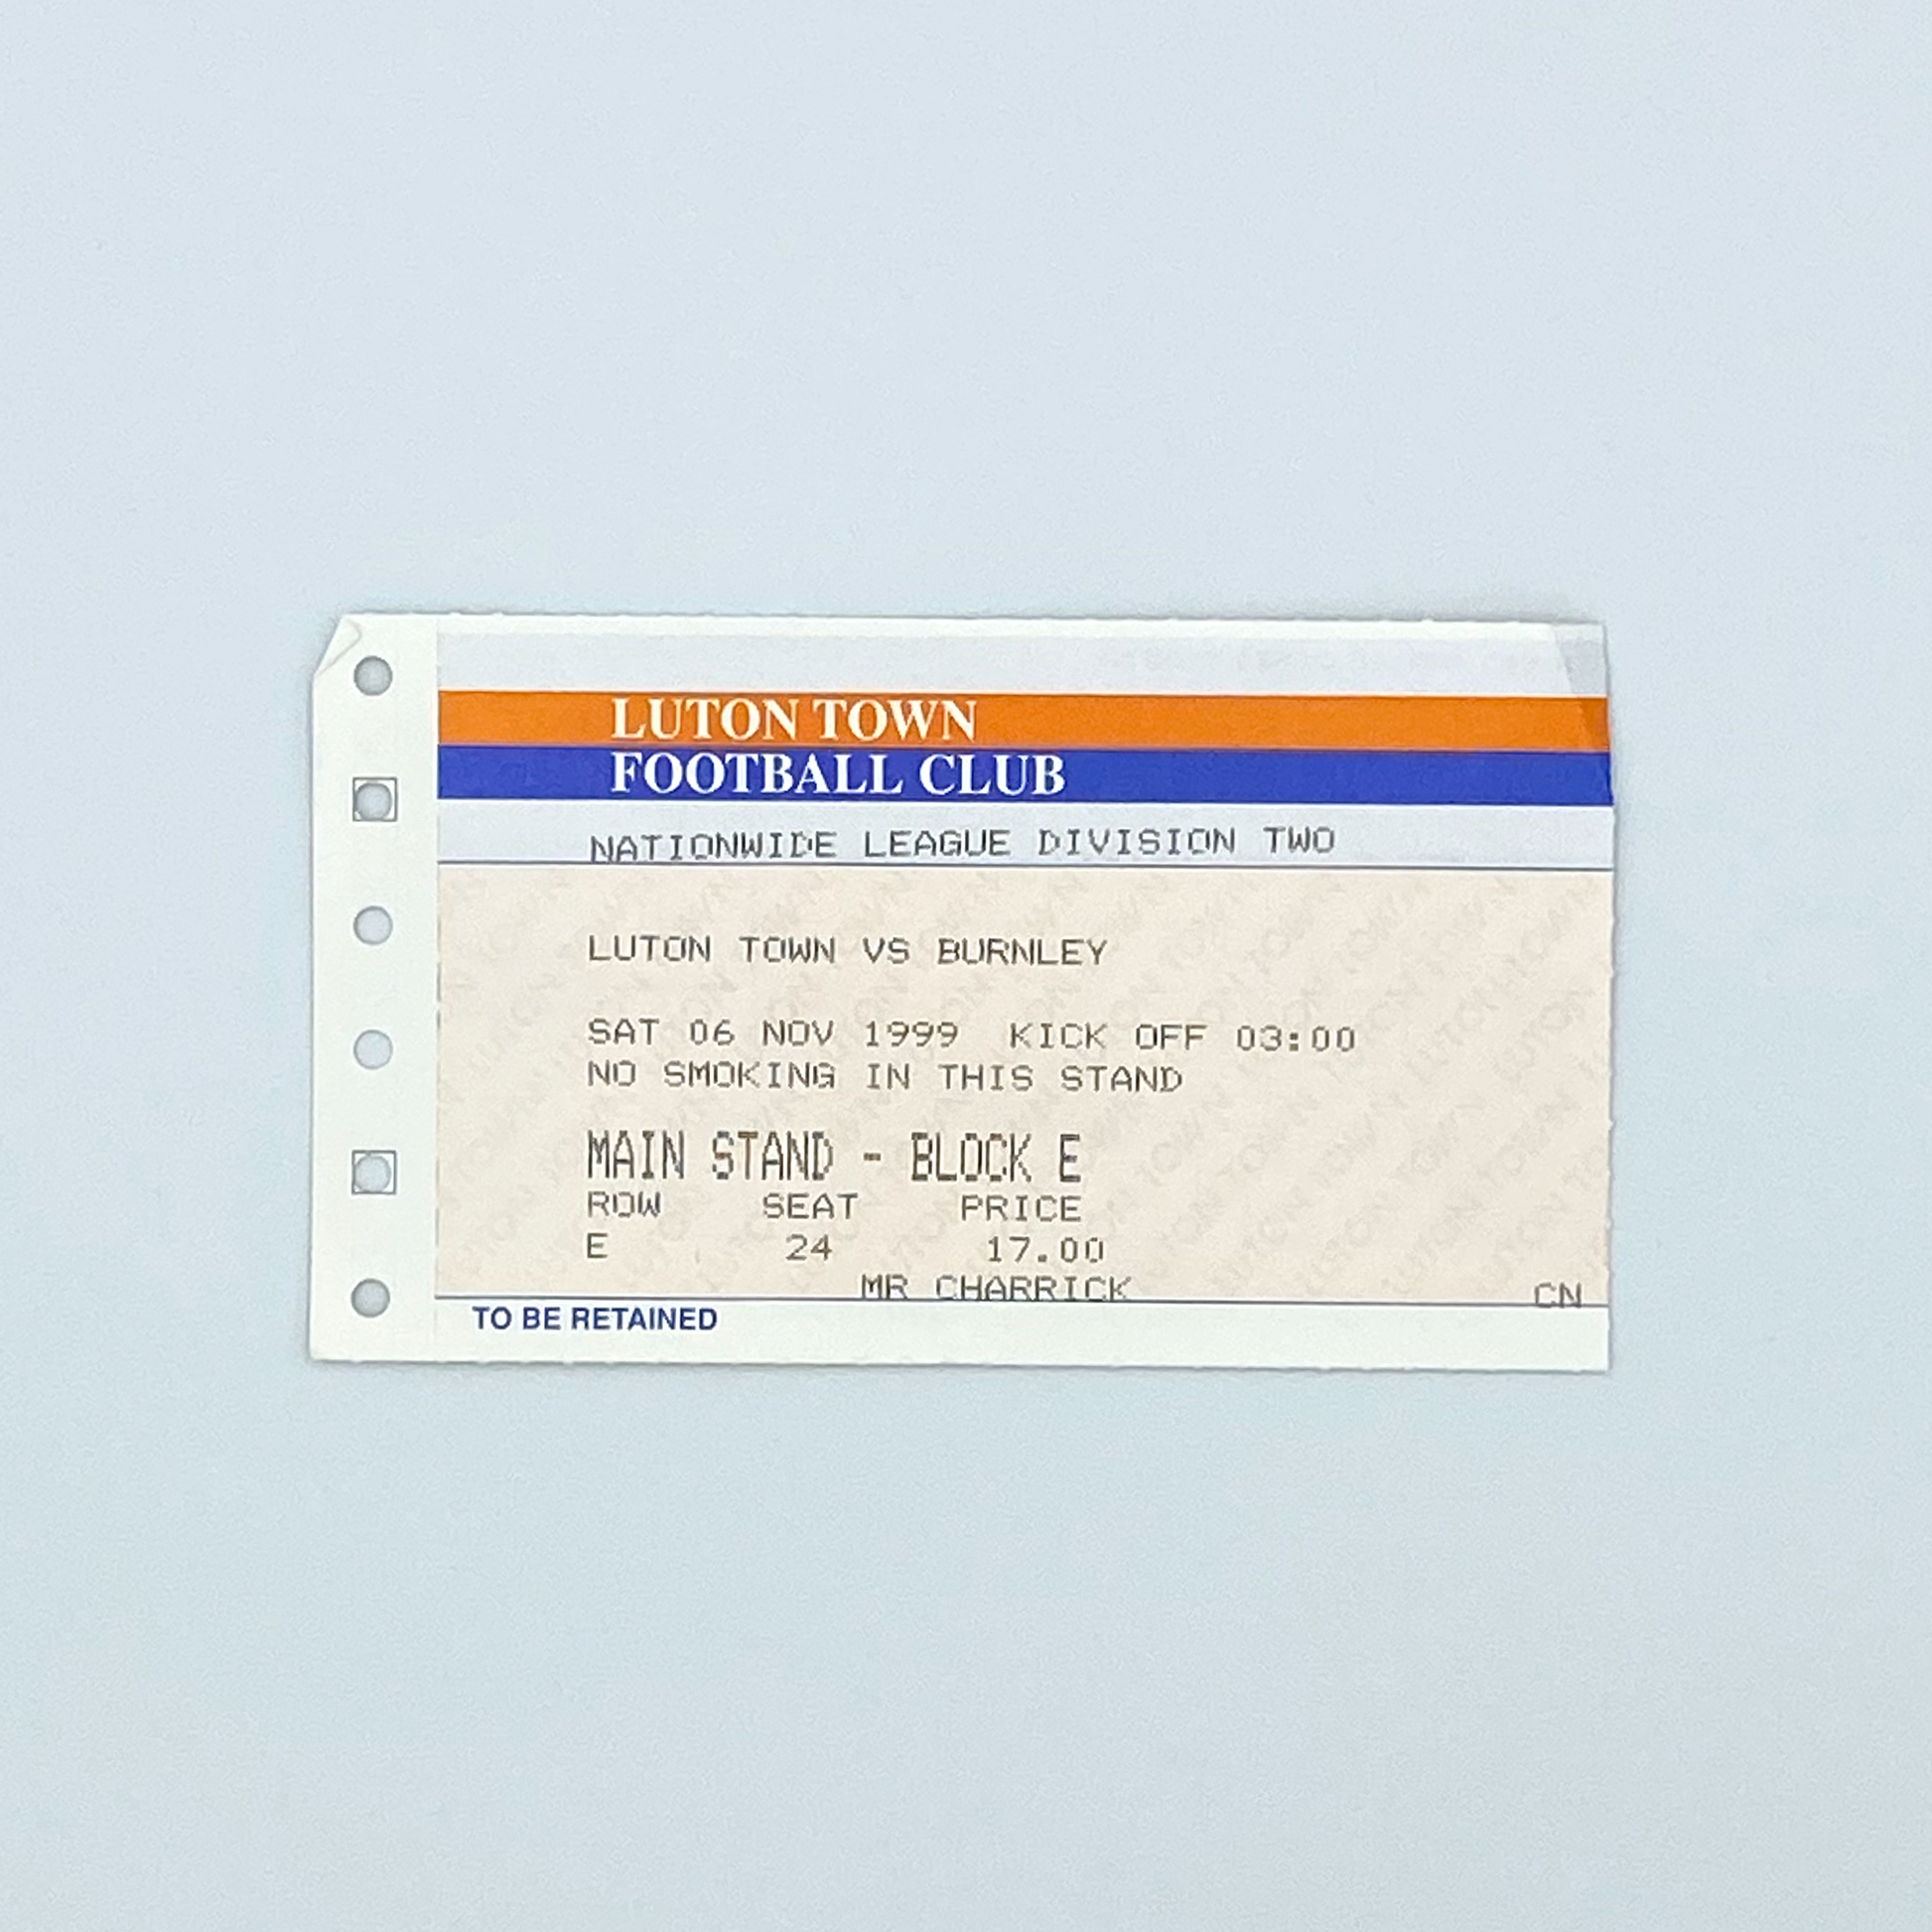 LUTON TOWN
FOOTBALL CLUB
NATIONWIDE LEAGUE DIVISION TWO
LUTON TOWN VS BURNLEY
SAT 06 NOV 1999 KICK OFF 03:00
NO SMOKING IN THIS STAND
MAIN STAND - BLOCK E
ROW SEAT PRICE
E 24 17.00
MR CHARRICK CN
TO BE RETAINED